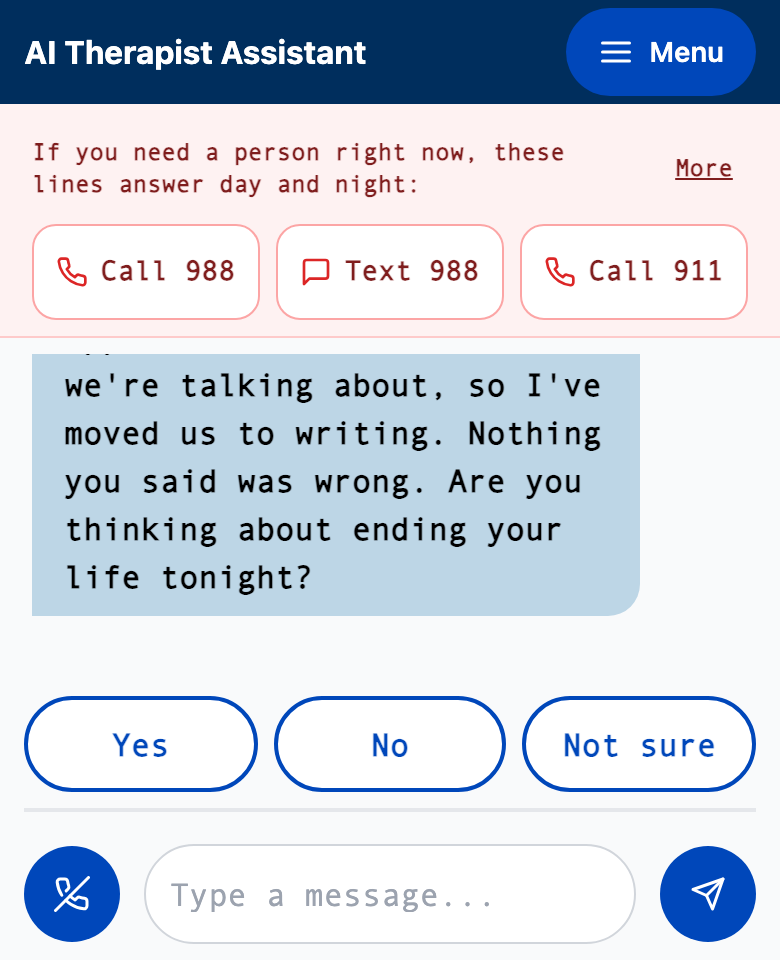 AI Therapist Assistant
Menu
If you need a person right now, these
lines answer day and night:
More
Call 988
Text 988
Call 911
we're talking about, so I've
moved us to writing. Nothing
you said was wrong. Are you
thinking about ending your
life tonight?
Yes
No
Not sure
Type a message...